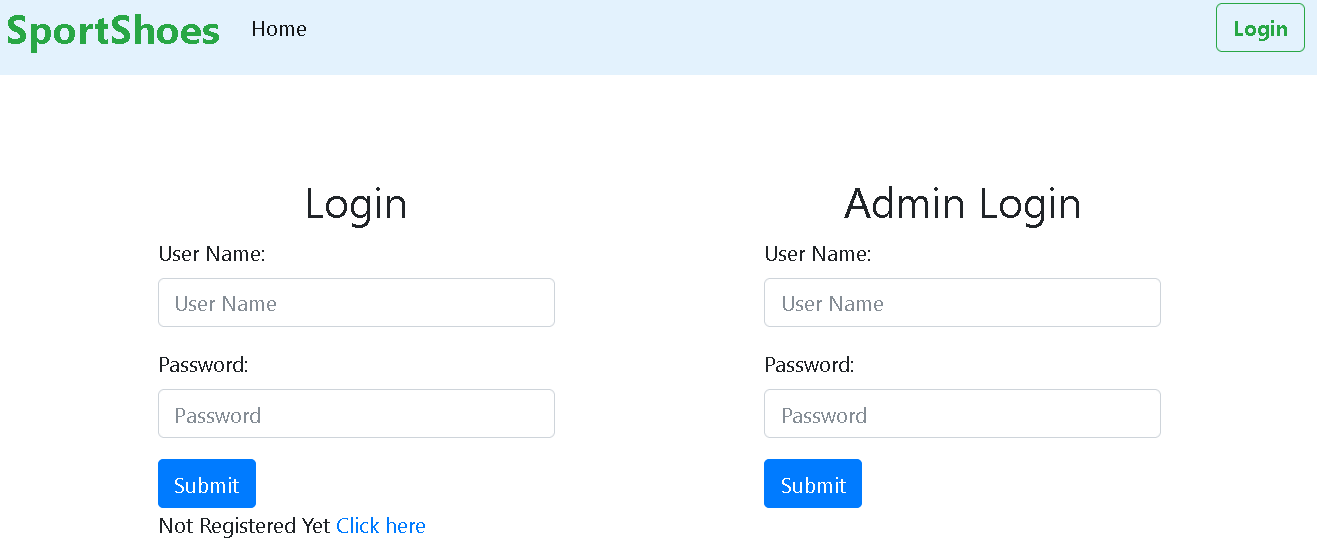 SportShoes Home Login
Login
User Name:
User Name
Password:
Password
Submit
Not Registered Yet Click here
Admin Login
User Name:
User Name
Password:
Password
Submit